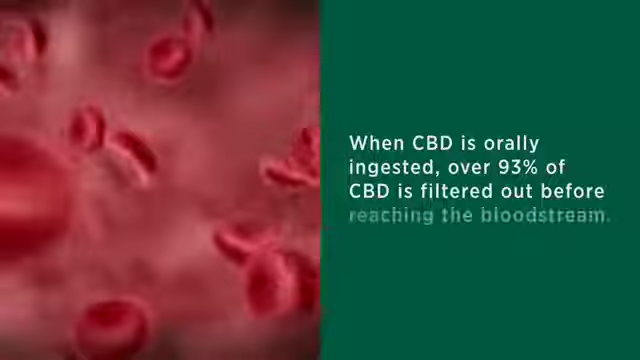 When CBD is orally
ingested, over 93% of
CBD is filtered out before
reaching the bloodstream.